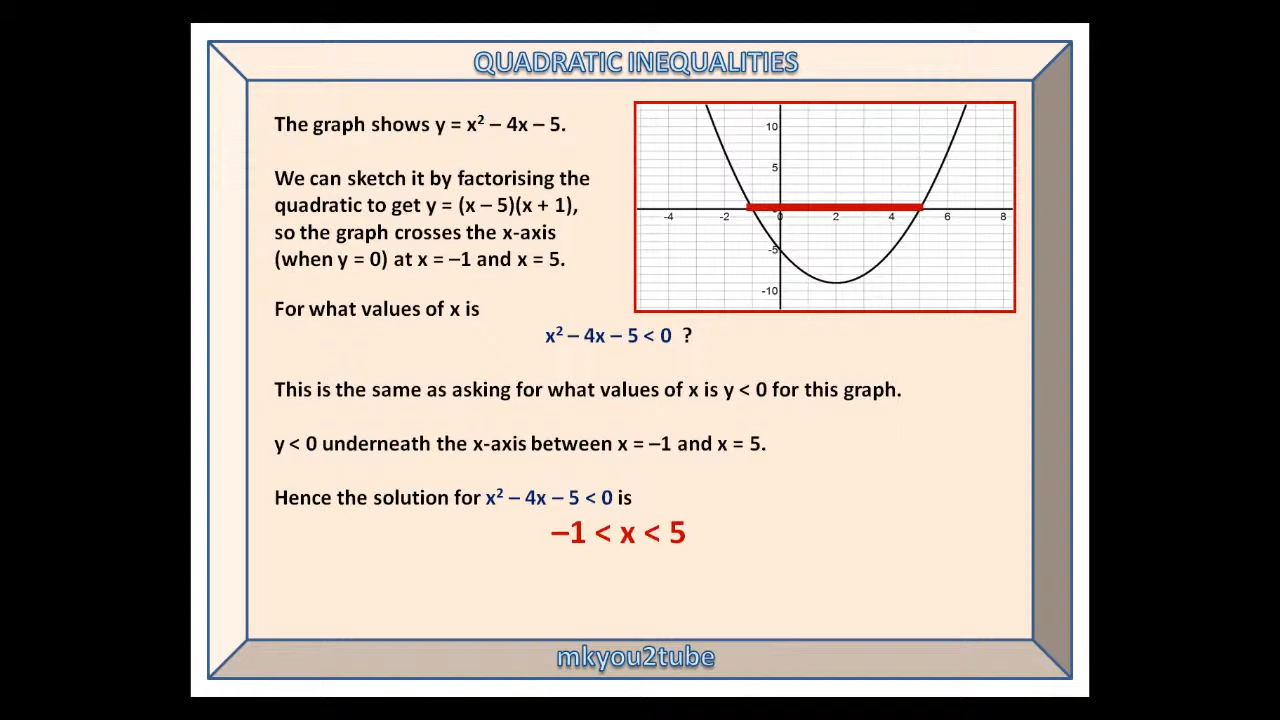 QUADRATIC INEQUALITIES
The graph shows y = x² – 4x – 5.
We can sketch it by factorising the
quadratic to get y = (x – 5)(x + 1),
so the graph crosses the x-axis
(when y = 0) at x = –1 and x = 5.
10
5
-4 -2 0 2 4 6 8
-5
-10
For what values of x is
x² – 4x – 5 < 0 ?
This is the same as asking for what values of x is y < 0 for this graph.
y < 0 underneath the x-axis between x = –1 and x = 5.
Hence the solution for x² – 4x – 5 < 0 is
–1 < x < 5
mkyou2tube